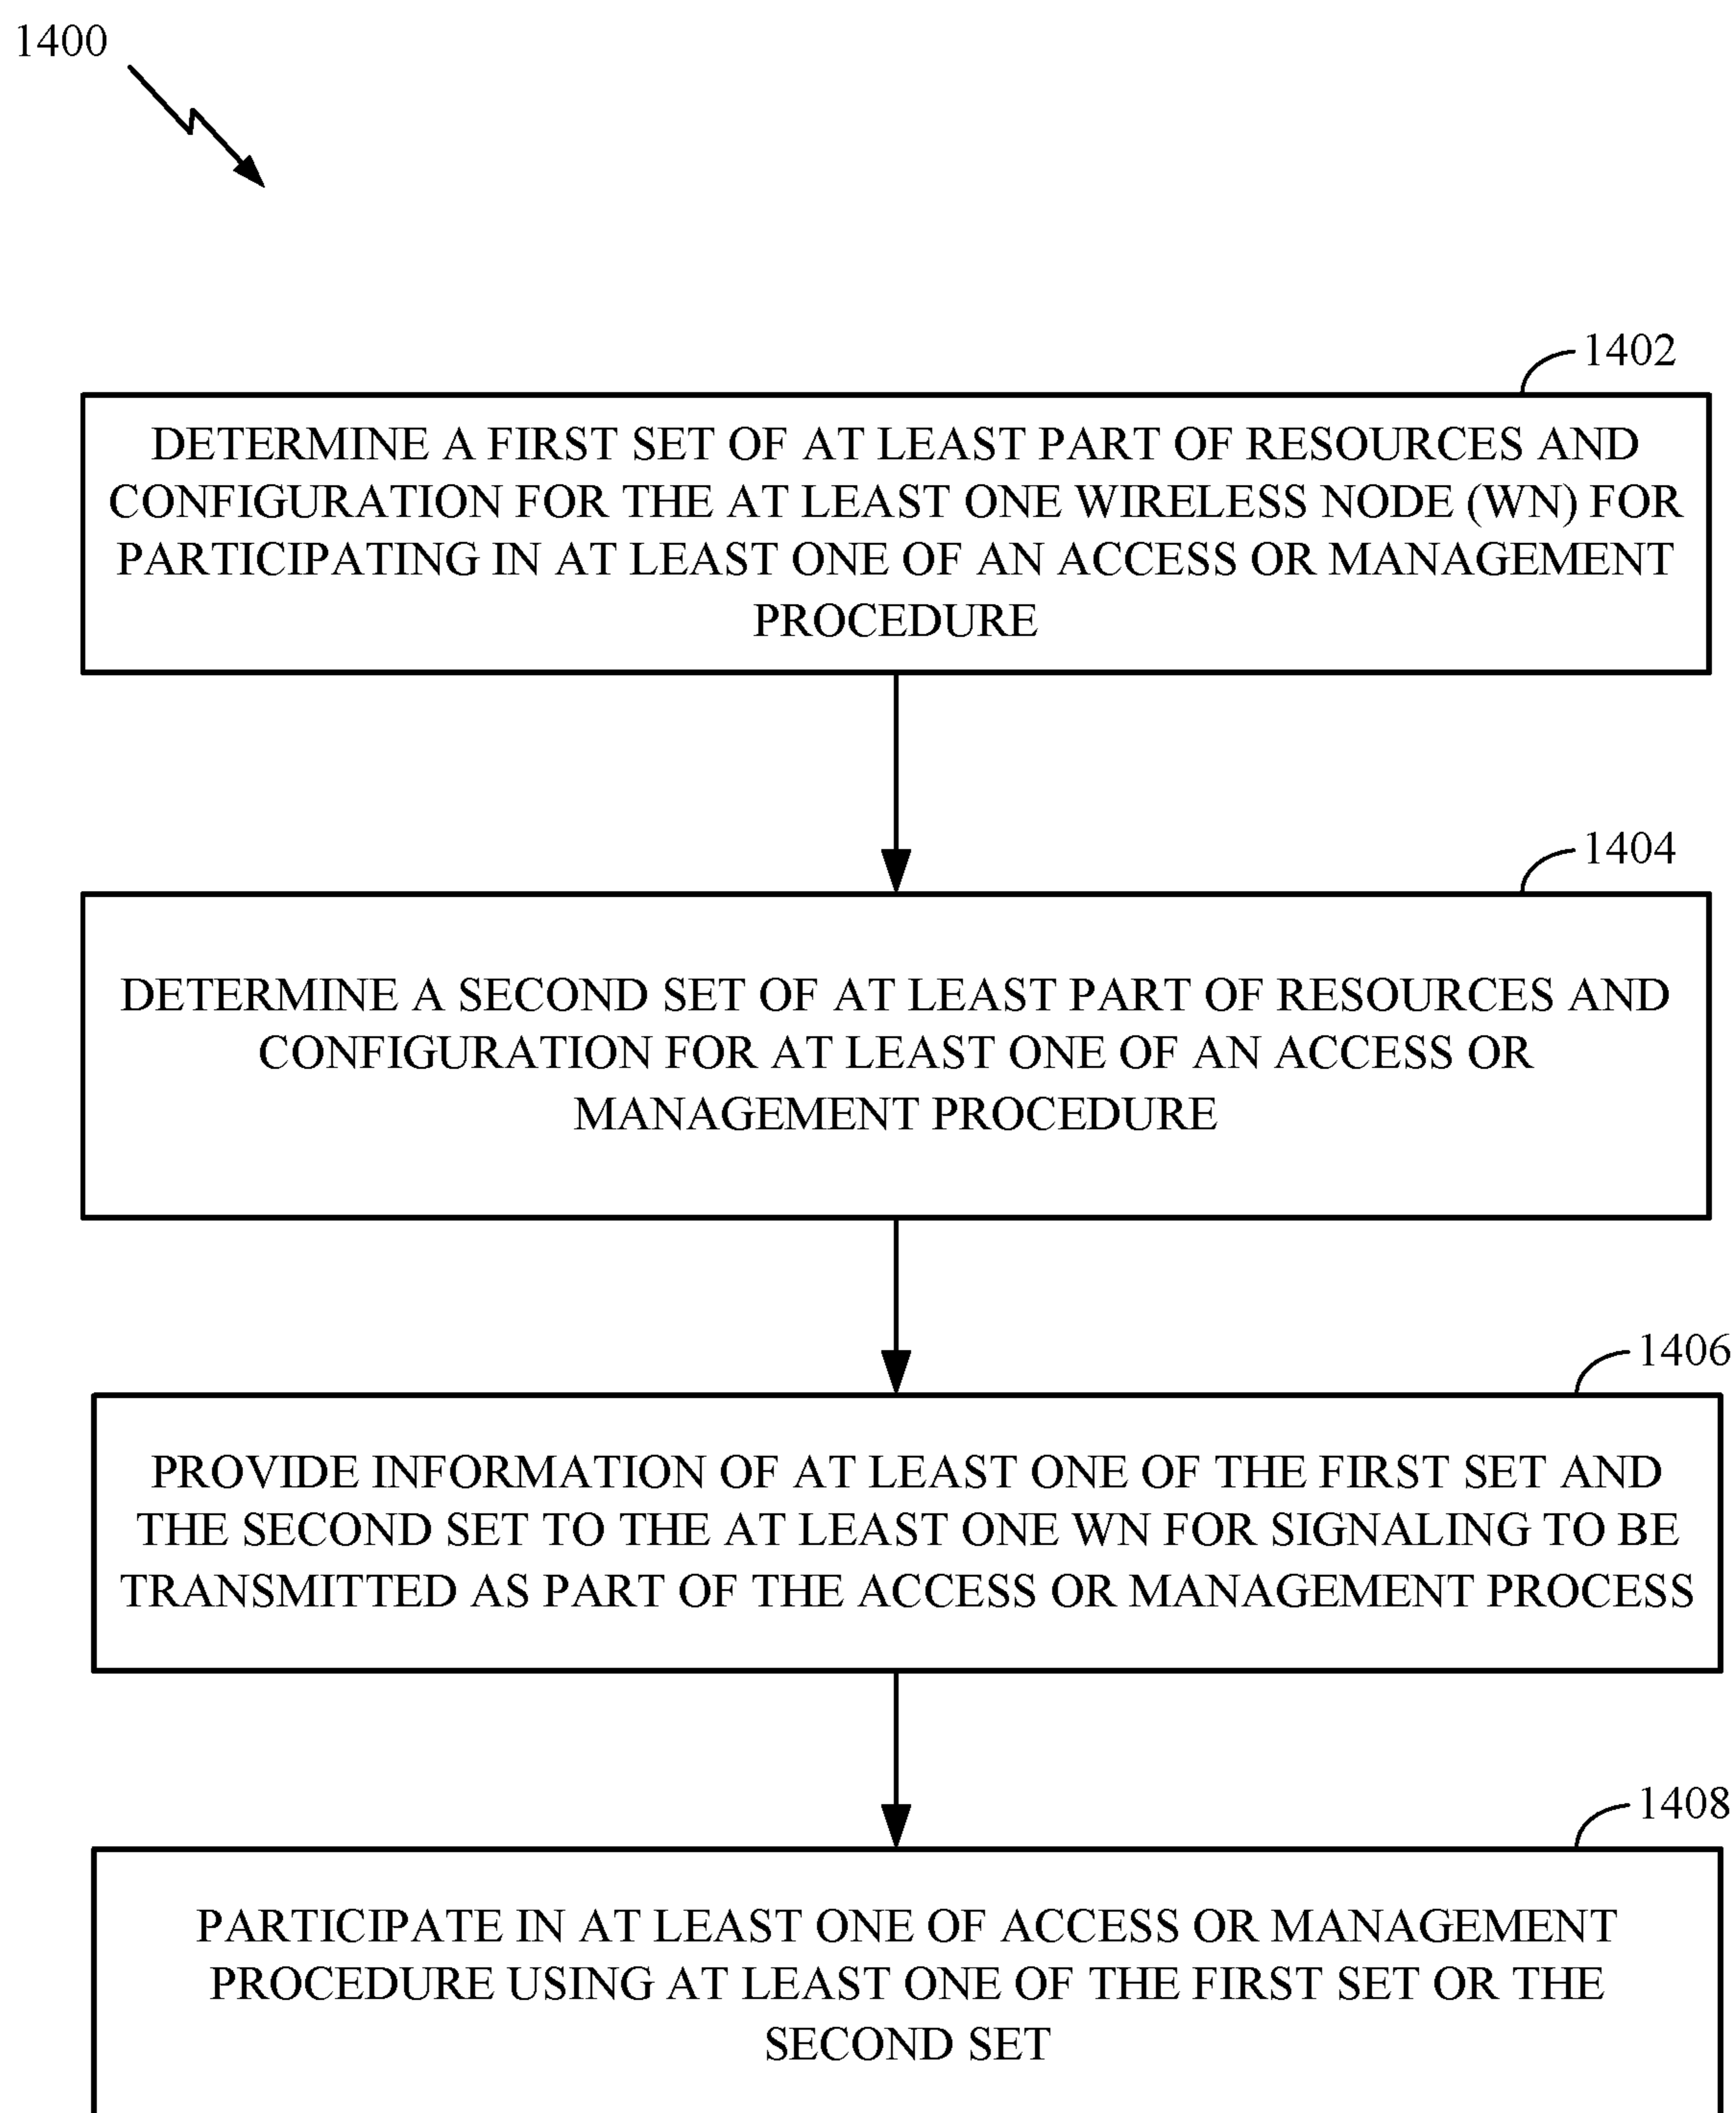 1400
1402
DETERMINE A FIRST SET OF AT LEAST PART OF RESOURCES AND
CONFIGURATION FOR THE AT LEAST ONE WIRELESS NODE (WN) FOR
PARTICIPATING IN AT LEAST ONE OF AN ACCESS OR MANAGEMENT
PROCEDURE
1404
DETERMINE A SECOND SET OF AT LEAST PART OF RESOURCES AND
CONFIGURATION FOR AT LEAST ONE OF AN ACCESS OR
MANAGEMENT PROCEDURE
1406
PROVIDE INFORMATION OF AT LEAST ONE OF THE FIRST SET AND
THE SECOND SET TO THE AT LEAST ONE WN FOR SIGNALING TO BE
TRANSMITTED AS PART OF THE ACCESS OR MANAGEMENT PROCESS
1408
PARTICIPATE IN AT LEAST ONE OF ACCESS OR MANAGEMENT
PROCEDURE USING AT LEAST ONE OF THE FIRST SET OR THE
SECOND SET